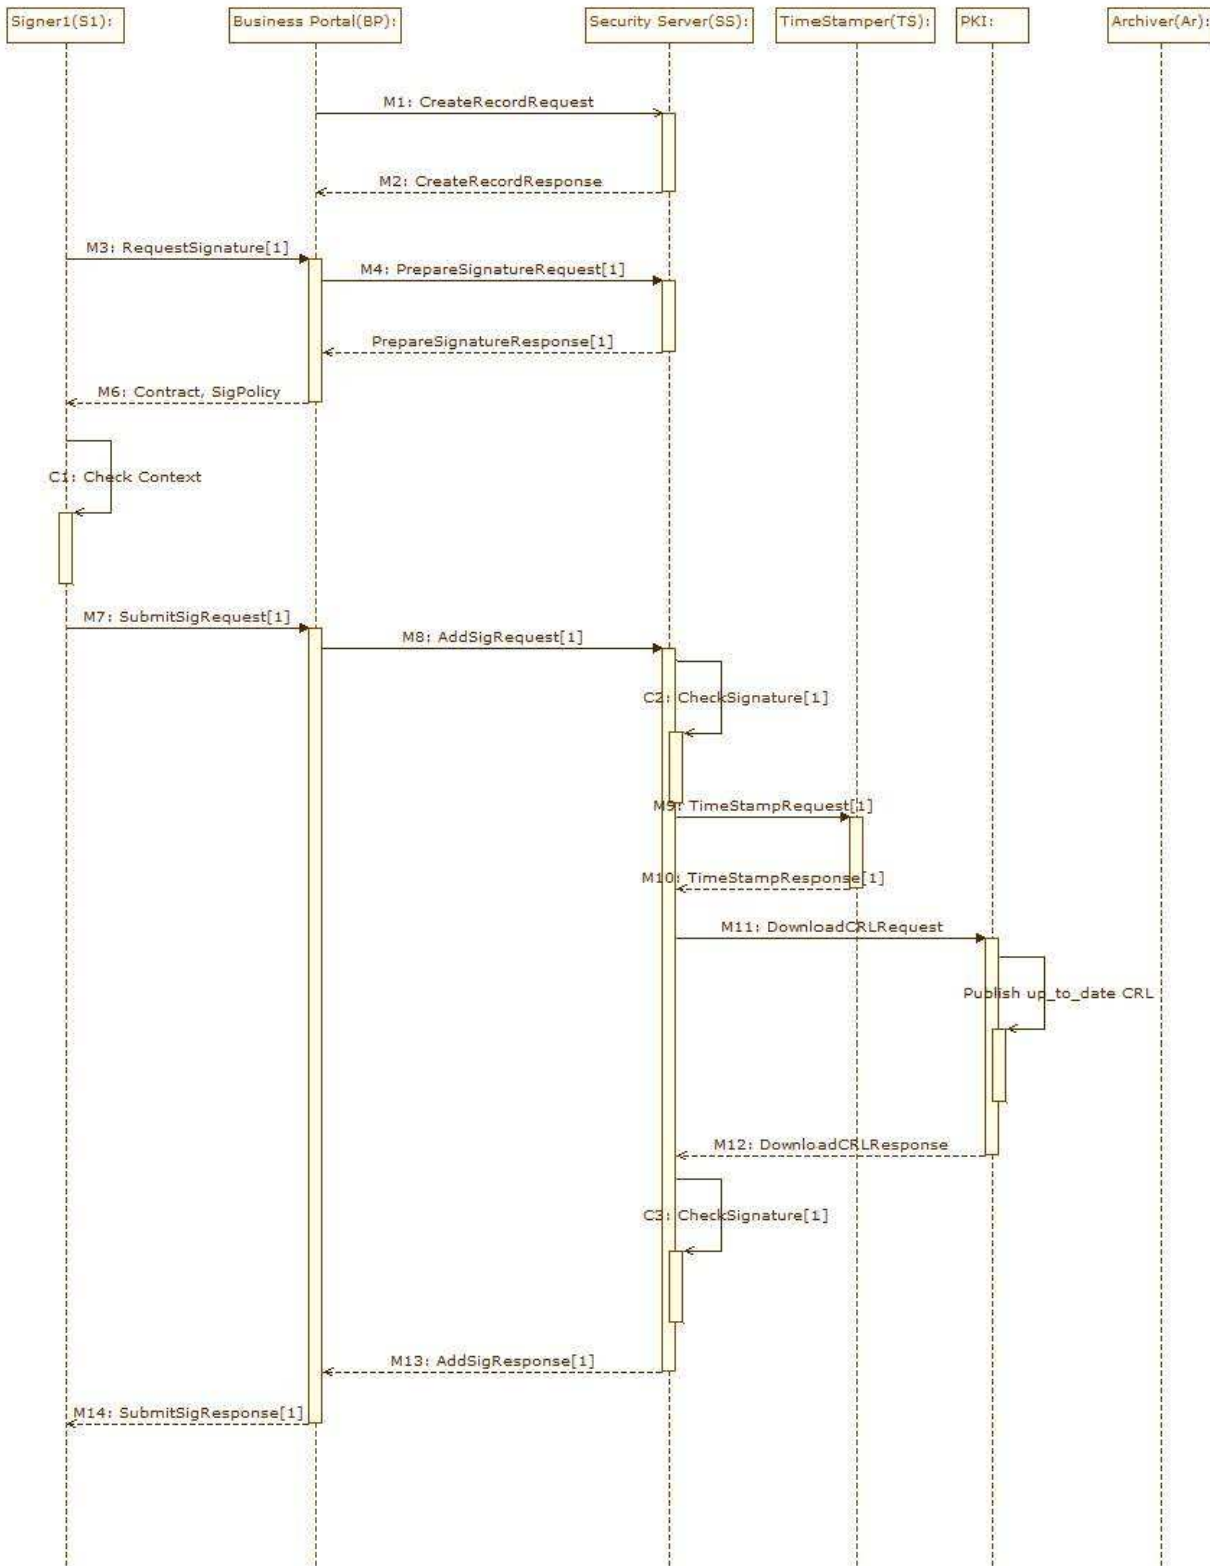 Signer1(S1):
Business Portal(BP):
Security Server(SS):
TimeStamper(TS):
PKI:
Archiver(Ar):
M1: CreateRecordRequest
M2: CreateRecordResponse
M3: RequestSignature[1]
M4: PrepareSignatureRequest[1]
PrepareSignatureResponse[1]
M6: Contract, SigPolicy
C1: Check Context
M7: SubmitSigRequest[1]
M8: AddSigRequest[1]
C2: CheckSignature[1]
M9: TimeStampRequest[1]
M10: TimeStampResponse[1]
M11: DownloadCRLRequest
Publish up_to_date CRL
M12: DownloadCRLResponse
C3: CheckSignature[1]
M13: AddSigResponse[1]
M14: SubmitSigResponse[1]